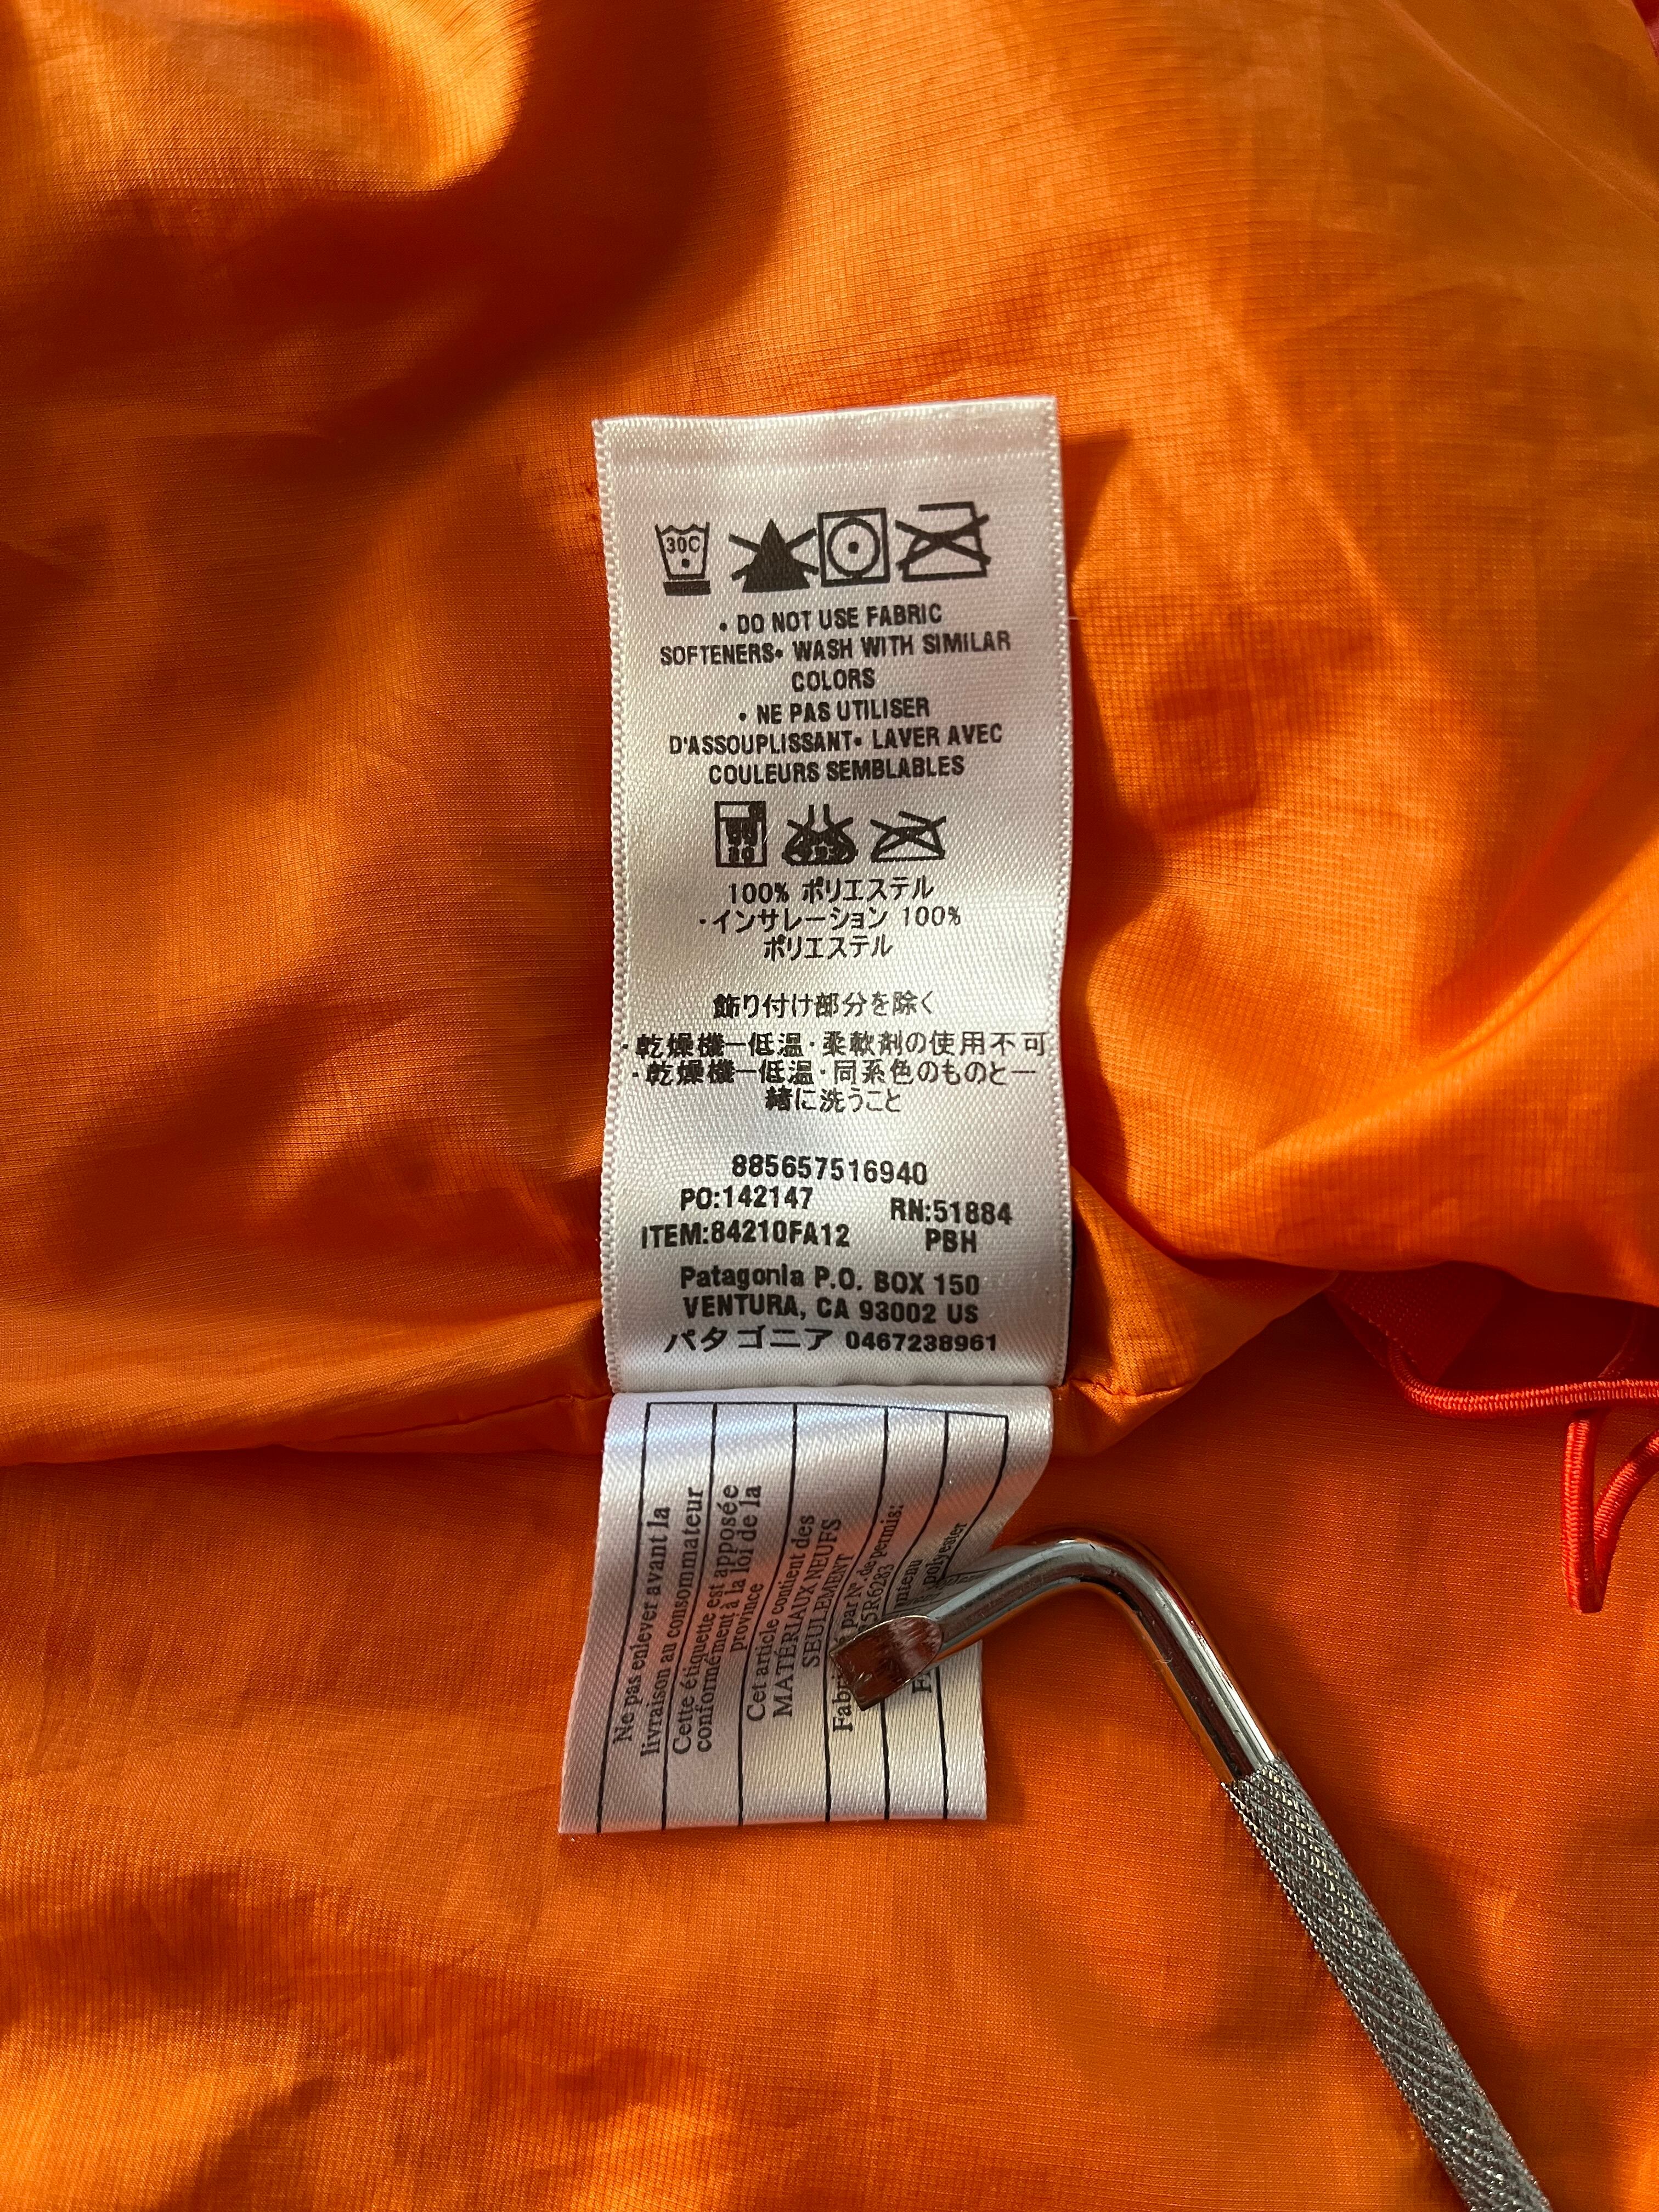 30C
• DO NOT USE FABRIC
SOFTENERS• WASH WITH SIMILAR
COLORS
• NE PAS UTILISER
D'ASSOUPLISSANT• LAVER AVEC
COULEURS SEMBLABLES
100% ポリエステル
・インサレーション 100%
ポリエステル
飾り付け部分を除く
・乾燥機ー低温・柔軟剤の使用不可
・乾燥機ー低温・同系色のものと一
緒に洗うこと
885657516940
PO:142147 RN:51884
ITEM:84210FA12 PBH
Patagonia P.O. BOX 150
VENTURA, CA 93002 US
パタゴニア 0467238961
Ne pas enlever avant la
livraison au consommateur
Cette étiquette est apposée
conformément à la loi de la
province
Cet article contient des
MATÉRIAUX NEUFS
SEULEMENT
par Nº. de permis:
polyester